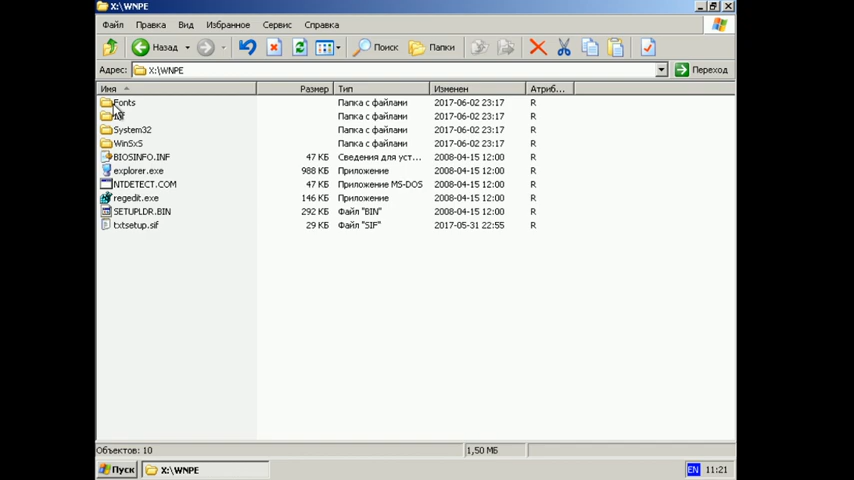 X:\WNPE
Файл Правка Вид Избранное Сервис Справка
Назад Поиск Папки
Адрес: X:\WNPE Переход
Имя Размер Тип Изменен Атриб...
Fonts Папка с файлами 2017-06-02 23:17 R
Папка с файлами 2017-06-02 23:17 R
System32 Папка с файлами 2017-06-02 23:17 R
WinSxS Папка с файлами 2017-06-02 23:17 R
BIOSINFO.INF 47 КБ Сведения для уст... 2008-04-15 12:00 R
explorer.exe 988 КБ Приложение 2008-04-15 12:00 R
NTDETECT.COM 47 КБ Приложение MS-DOS 2008-04-15 12:00 R
regedit.exe 146 КБ Приложение 2008-04-15 12:00 R
SETUPLDR.BIN 292 КБ Файл "BIN" 2008-04-15 12:00 R
txtsetup.sif 29 КБ Файл "SIF" 2017-05-31 22:55 R
Объектов: 10 1,50 МБ
Пуск X:\WNPE EN 11:21